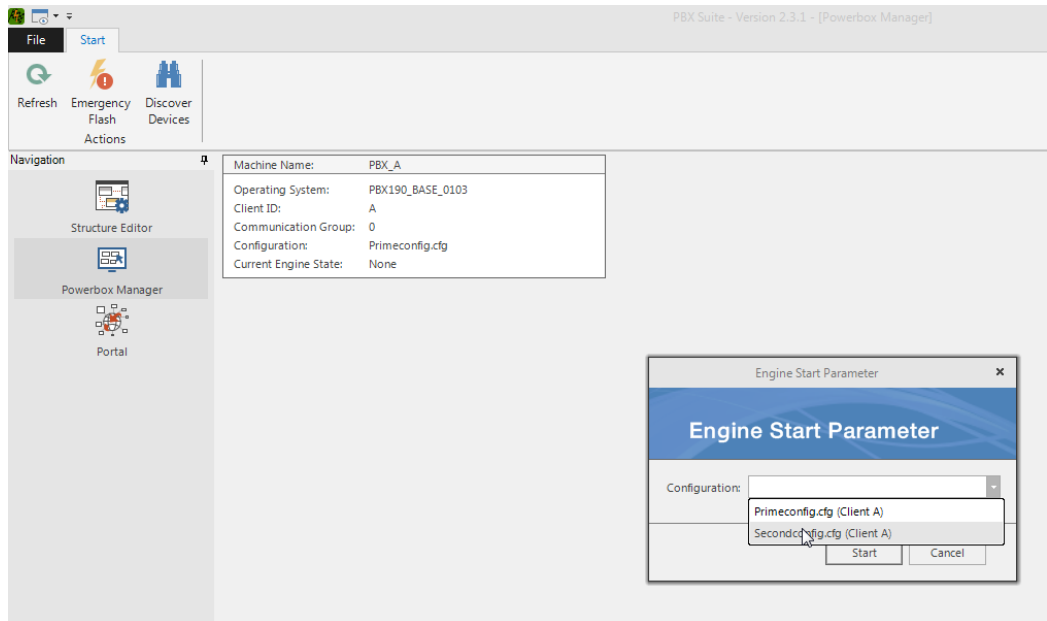 PBX Suite - Version 2.3.1 - [Powerbox Manager]
File Start
Refresh
Emergency Flash
Discover Devices
Actions
Navigation
Structure Editor
Powerbox Manager
Portal
Machine Name: PBX_A
Operating System: PBX190_BASE_0103
Client ID: A
Communication Group: 0
Configuration: Primeconfig.cfg
Current Engine State: None
Engine Start Parameter
Engine Start Parameter
Configuration:
Primeconfig.cfg (Client A)
Secondconfig.cfg (Client A)
Start Cancel